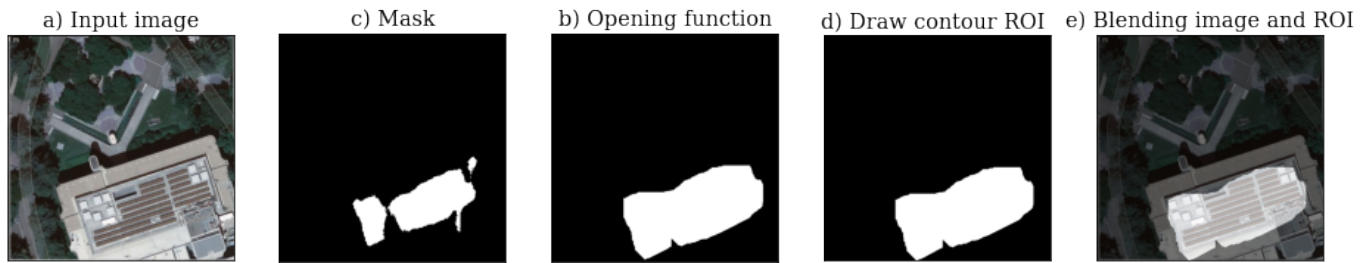 a) Input image
c) Mask
b) Opening function
d) Draw contour ROI
e) Blending image and ROI